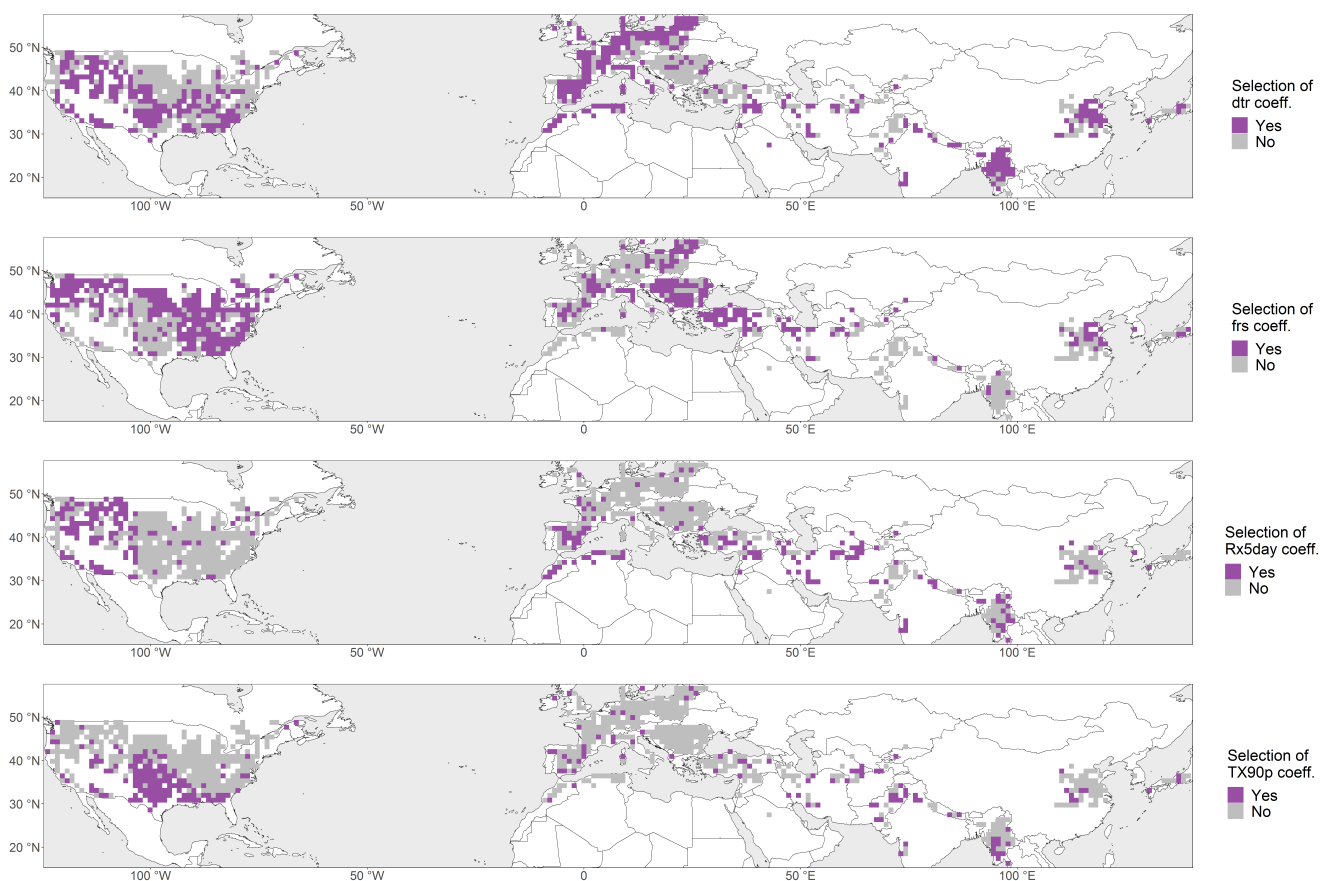 50 °N
40 °N
30 °N
20 °N
100 °W
50 °W
0
50 °E
100 °E
Selection of
dtr coeff.
Yes
No
50 °N
40 °N
30 °N
20 °N
100 °W
50 °W
0
50 °E
100 °E
Selection of
frs coeff.
Yes
No
50 °N
40 °N
30 °N
20 °N
100 °W
50 °W
0
50 °E
100 °E
Selection of
Rx5day coeff.
Yes
No
50 °N
40 °N
30 °N
20 °N
100 °W
50 °W
0
50 °E
100 °E
Selection of
TX90p coeff.
Yes
No